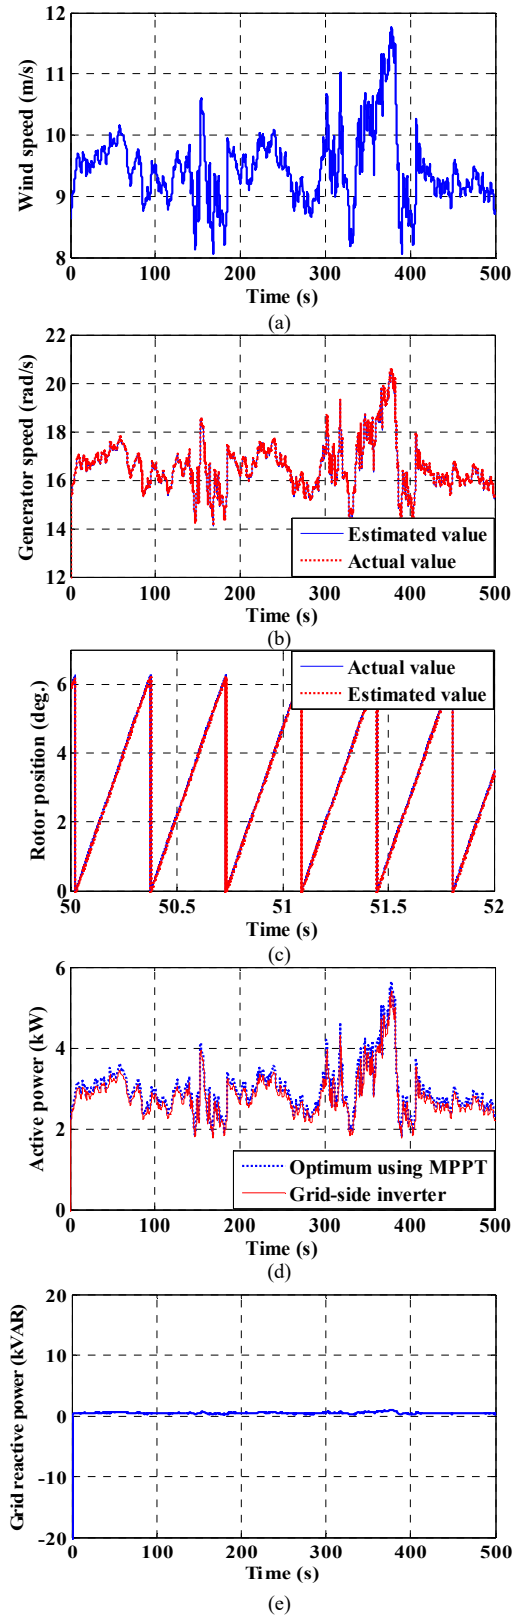 12
11
10
9
8
Wind speed (m/s)
0 100 200 300 400 500
Time (s)
(a)
22
20
18
16
14
12
Generator speed (rad/s)
Estimated value
Actual value
0 100 200 300 400 500
Time (s)
(b)
6
4
2
0
Rotor position (deg.)
Actual value
Estimated value
50 50.5 51 51.5 52
Time (s)
(c)
6
4
2
0
Active power (kW)
Optimum using MPPT
Grid-side inverter
0 100 200 300 400 500
Time (s)
(d)
20
10
0
-10
-20
Grid reactive power (kVAR)
0 100 200 300 400 500
Time (s)
(e)